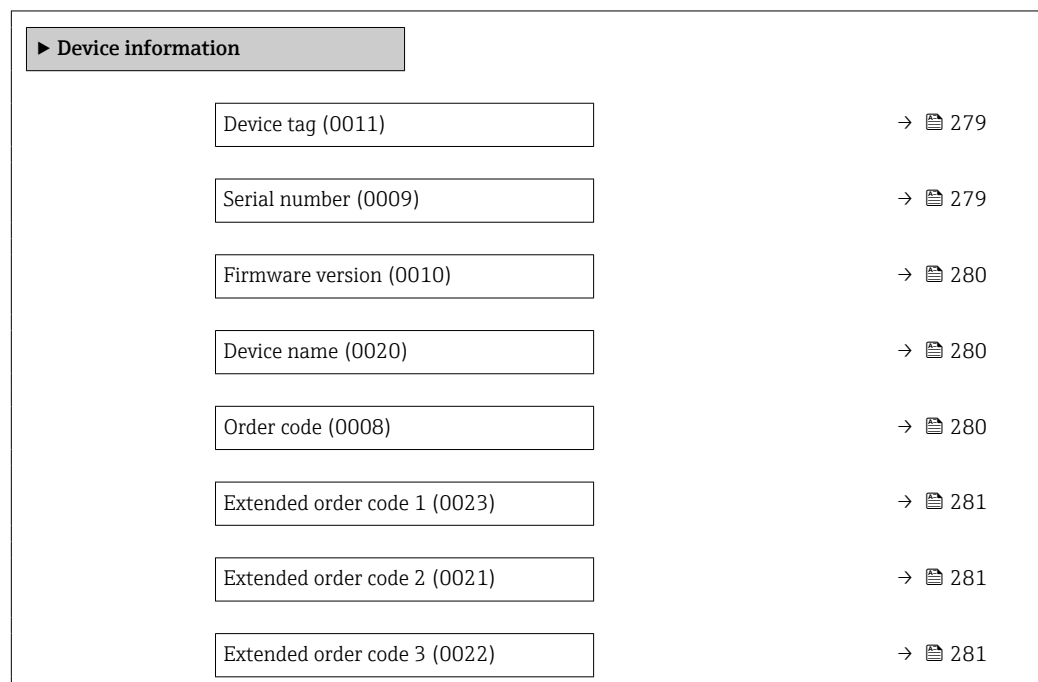 ► Device information
Device tag (0011) → 279
Serial number (0009) → 279
Firmware version (0010) → 280
Device name (0020) → 280
Order code (0008) → 280
Extended order code 1 (0023) → 281
Extended order code 2 (0021) → 281
Extended order code 3 (0022) → 281